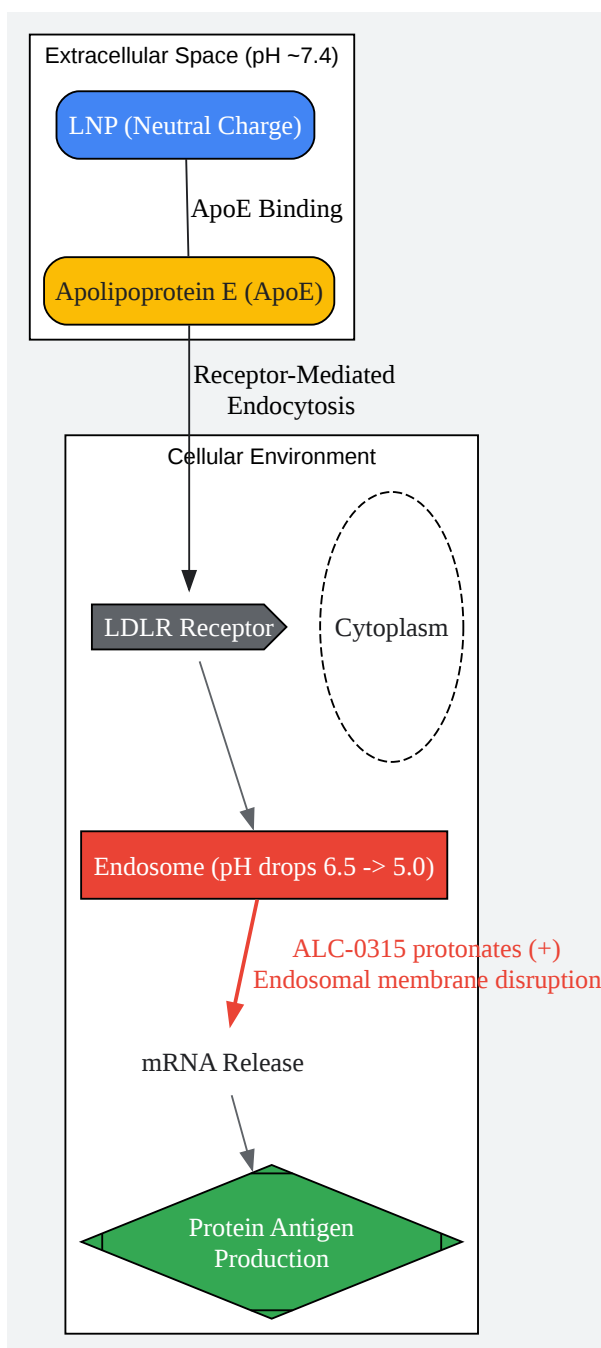 Extracellular Space (pH ~7.4)
LNP (Neutral Charge)
ApoE Binding
Apolipoprotein E (ApoE)
Receptor-Mediated
Endocytosis
Cellular Environment
LDLR Receptor
Cytoplasm
Endosome (pH drops 6.5 -> 5.0)
ALC-0315 protonates (+)
Endosomal membrane disruption
mRNA Release
Protein Antigen
Production